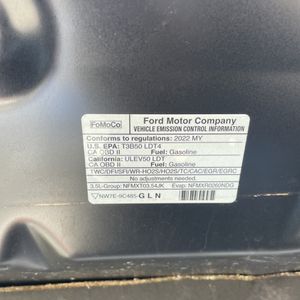 FoMoCo
Ford Motor Company
VEHICLE EMISSION CONTROL INFORMATION
Conforms to regulations: 2022 MY
U.S. EPA: T3B50 LDT4
CA OBD II Fuel: Gasoline
California: ULEV50 LDT
CA OBD II Fuel: Gasoline
TWC/DFI/SFI/WR-HO2S/HO2S/TC/CAC/EGR/EGRC
No adjustments needed.
3.5L-Group: NFMXT03.54JK Evap: NFMXR0260NDG
NW7E-9C485-GLN